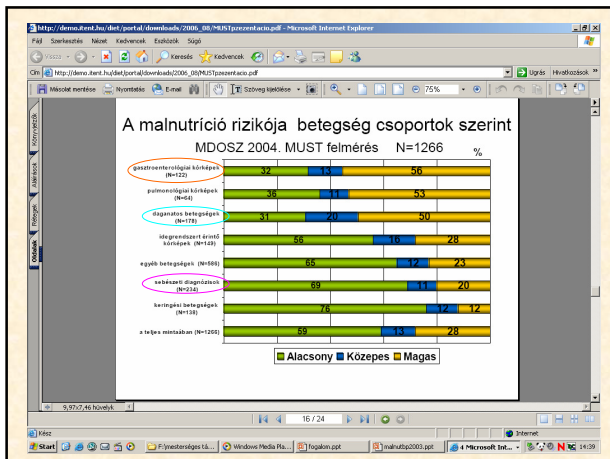 http://demo.itent.hu/diet/portal/downloads/2006_08/MUSTpzezentacio.pdf - Microsoft Internet Explorer
Fájl Szerkesztés Nézet Kedvencek Eszközök Súgó
Vissza Keresés Kedvencek
Cím http://demo.itent.hu/diet/portal/downloads/2006_08/MUSTpzezentacio.pdf Ugrás Hivatkozások »
Másolat mentése Nyomtatás E-mail Szöveg kijelölése 75%
Könyvjelzők
Aláírások
Rétegek
Oldalak
A malnutríció rizikója betegség csoportok szerint
MDOSZ 2004. MUST felmérés N=1266 %
gasztroenterológiai kórképek (N=122) 32 13 56
pulmonológiai kórképek (N=64) 36 11 53
daganatos betegségek (N=178) 31 20 50
idegrendszert érintő kórképek (N=149) 56 16 28
egyéb betegségek (N=586) 65 12 23
sebészeti diagnózisok (N=234) 69 11 20
keringési betegségek (N=138) 76 12 12
a teljes mintaában (N=1266) 59 13 28
Alacsony Közepes Magas
9,97x7,46 hüvelyk
16 / 24
Kész Internet
Start F:\mesterséges tá... Windows Media Pla... fogalom.ppt malnutbp2003.ppt 4 Microsoft Int... 14:39